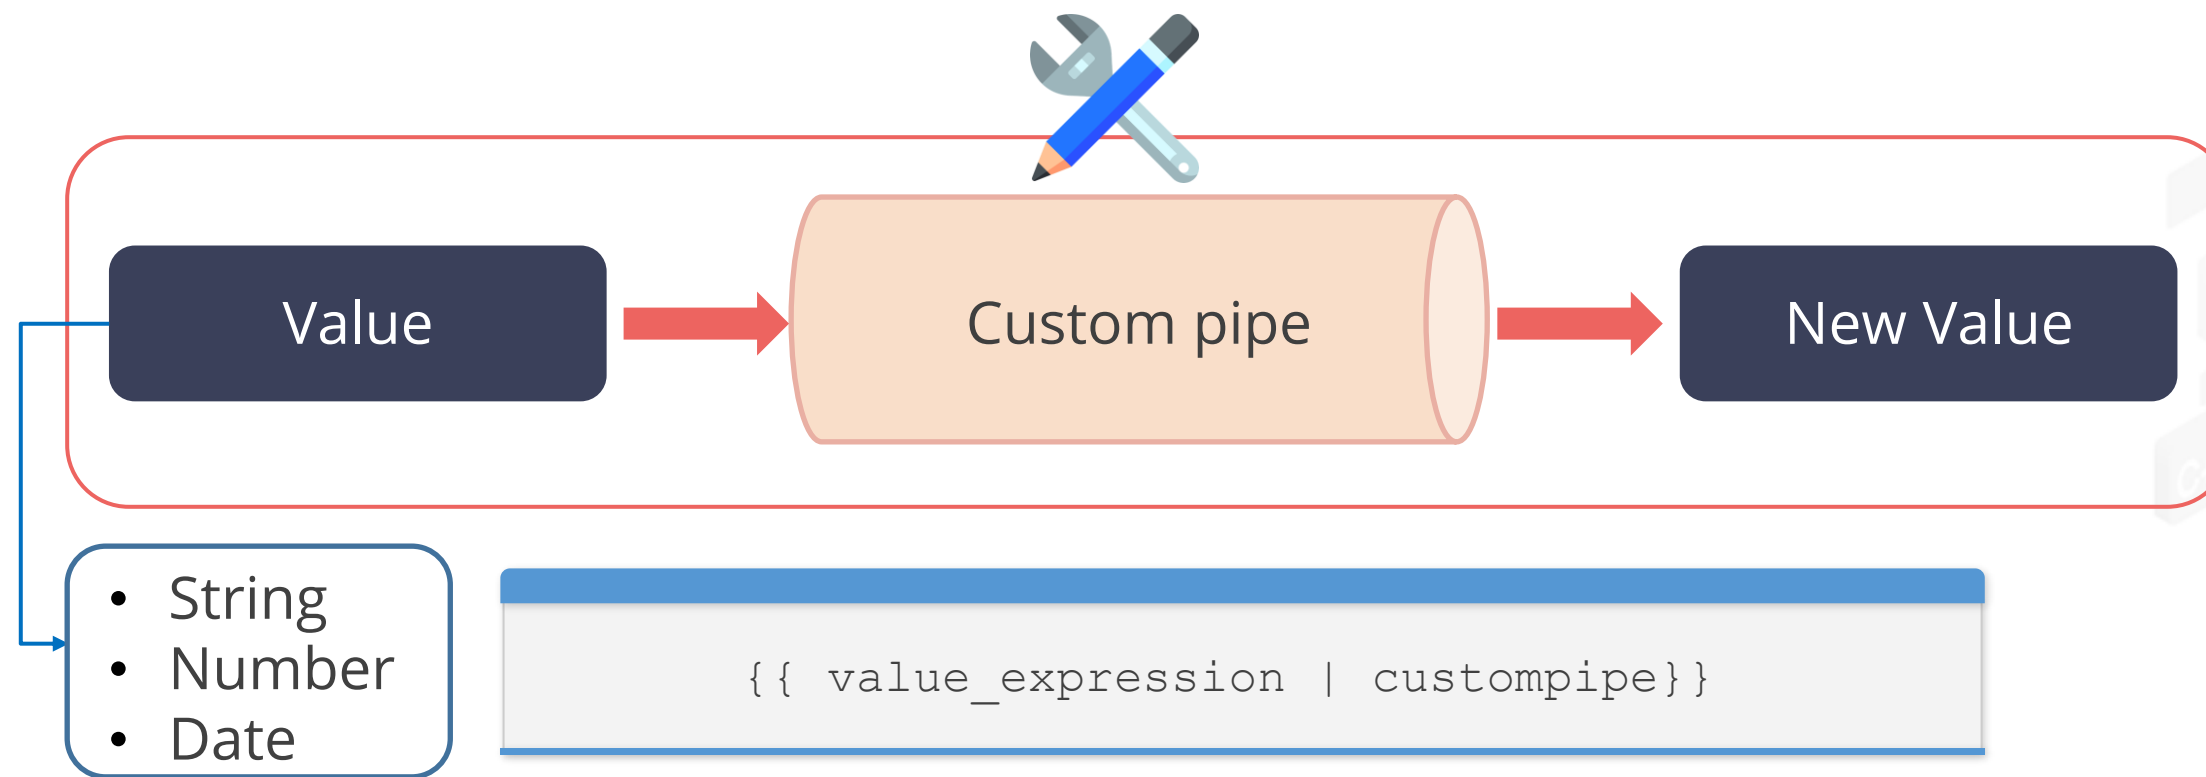 Value
Custom pipe
New Value
• String
• Number
• Date
{{ value_expression | custompipe}}